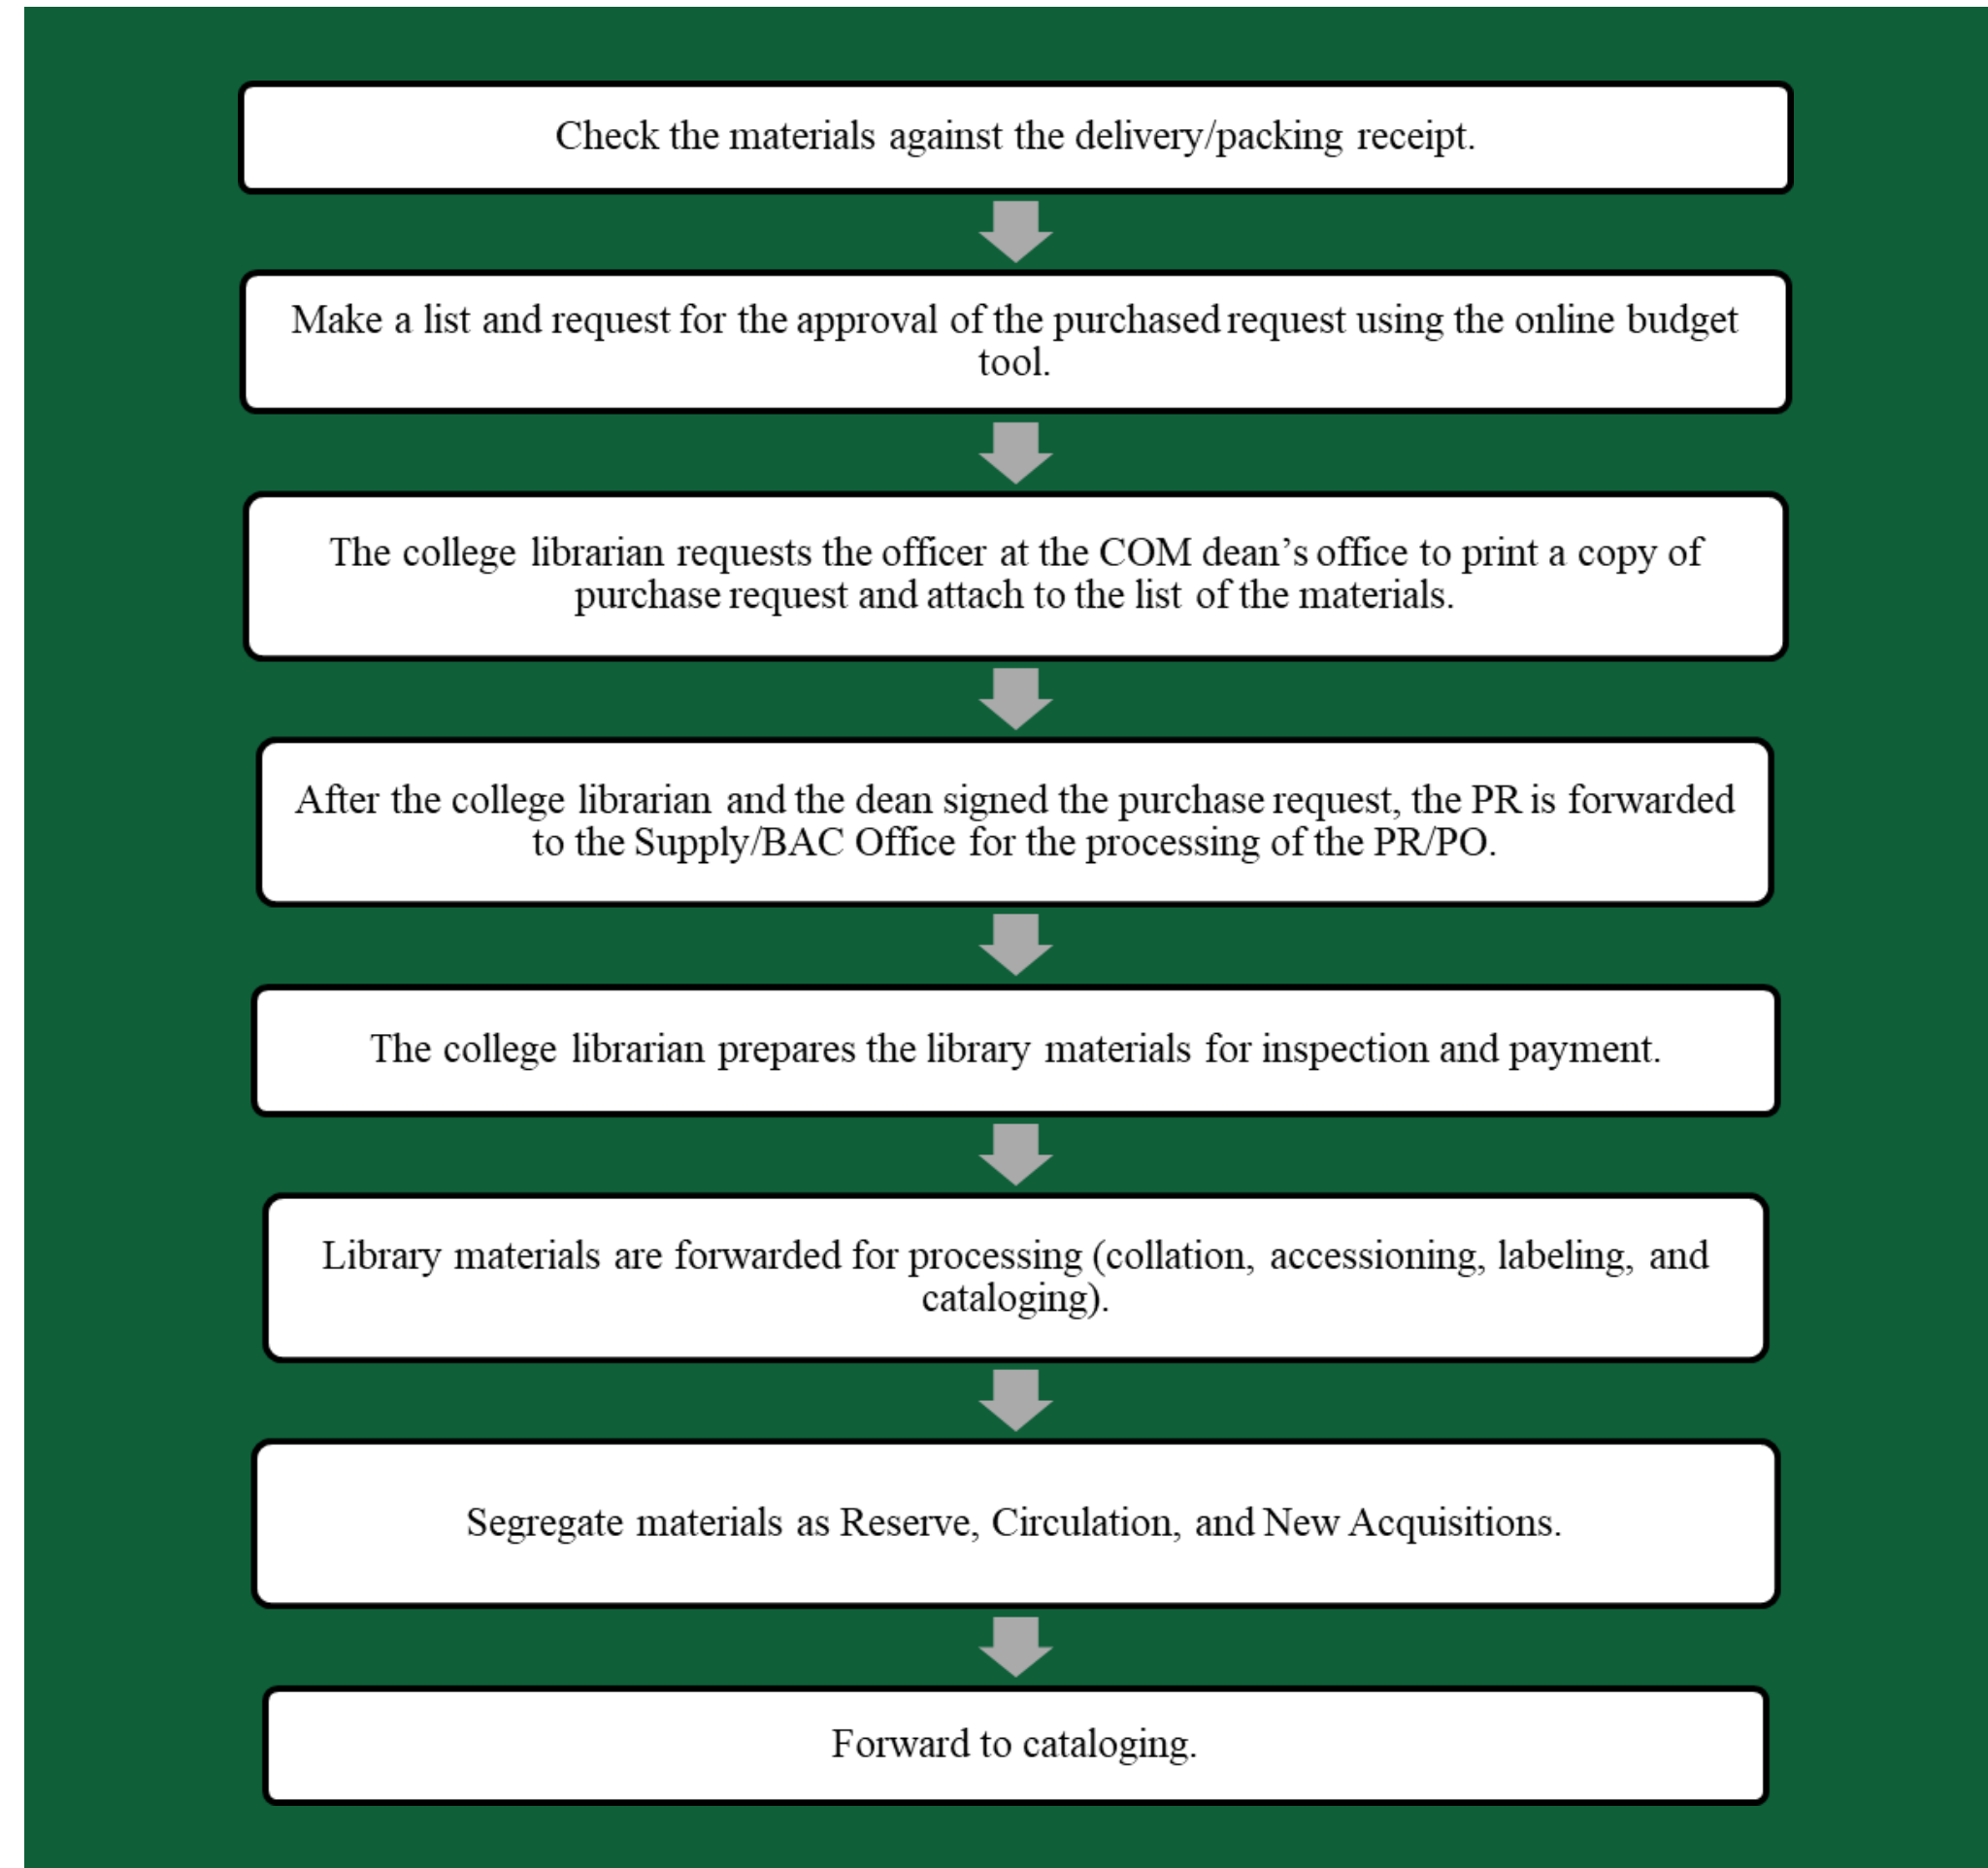 Check the materials against the delivery/packing receipt.
Make a list and request for the approval of the purchased request using the online budget
tool.
The college librarian requests the officer at the COM dean’s office to print a copy of
purchase request and attach to the list of the materials.
After the college librarian and the dean signed the purchase request, the PR is forwarded
to the Supply/BAC Office for the processing of the PR/PO.
The college librarian prepares the library materials for inspection and payment.
Library materials are forwarded for processing (collation, accessioning, labeling, and
cataloging).
Segregate materials as Reserve, Circulation, and New Acquisitions.
Forward to cataloging.